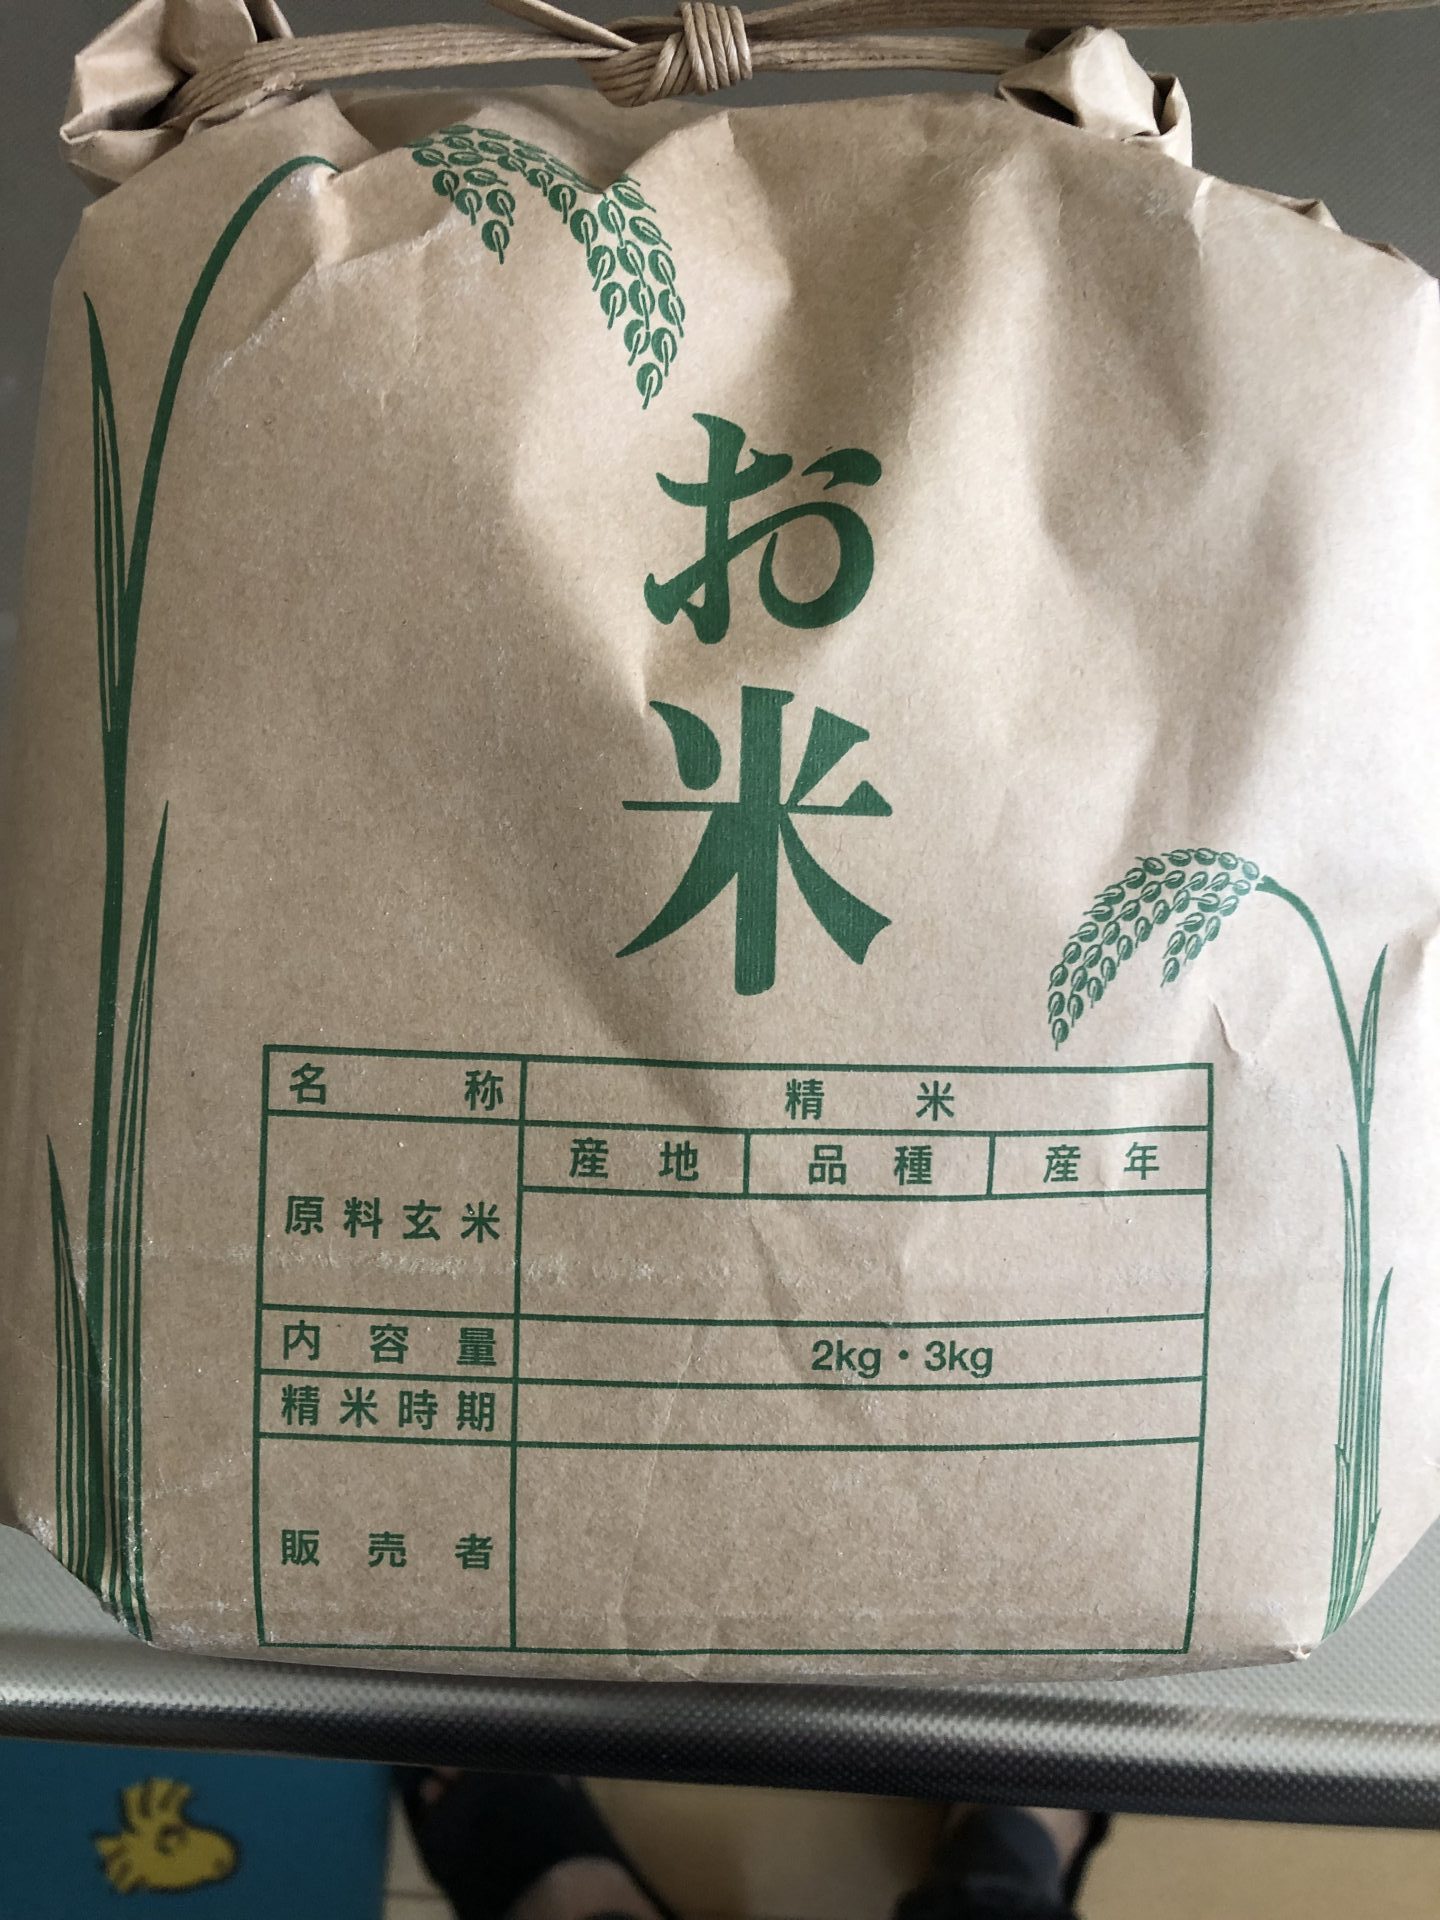 お米
名称 精米
原料玄米 産地 品種 産年
内容量 2kg・3kg
精米時期
販売者